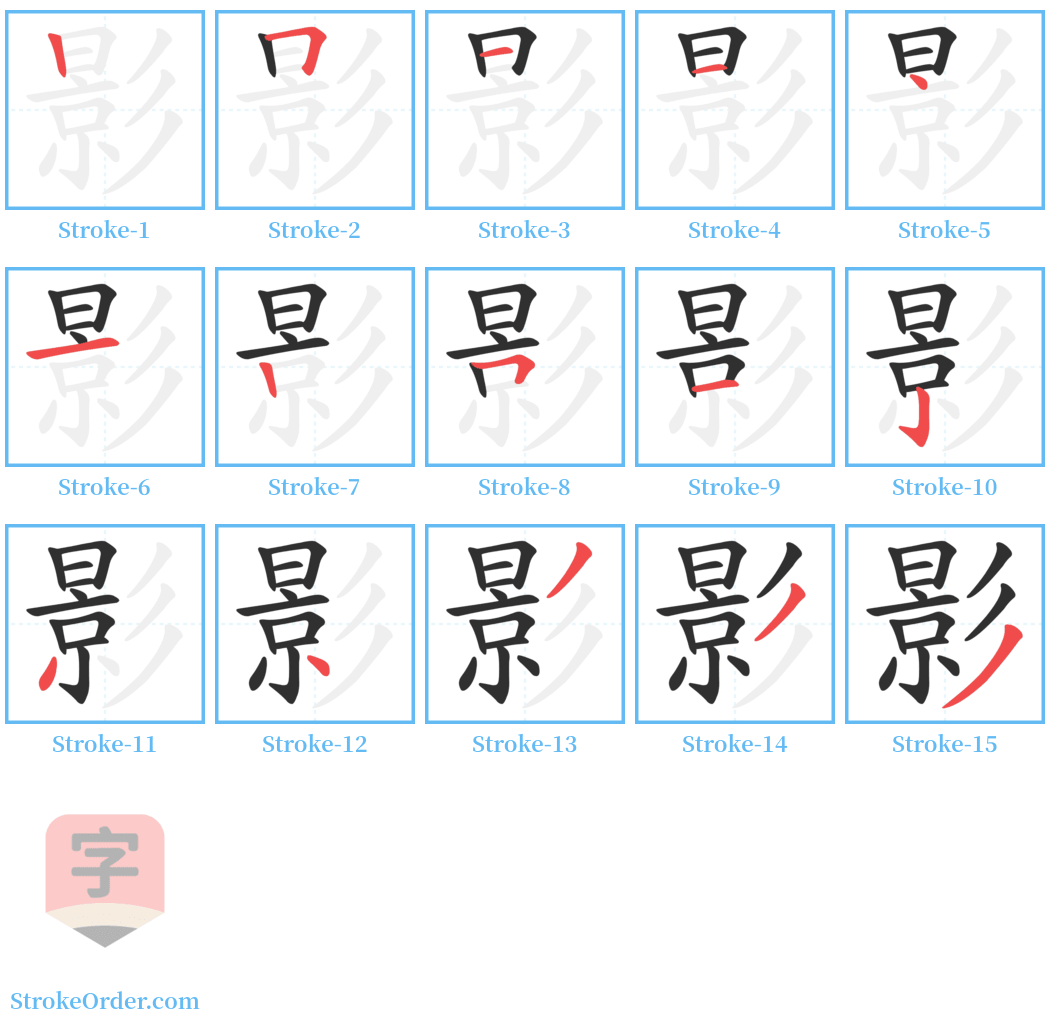 影 影 影 影 影
Stroke-1 Stroke-2 Stroke-3 Stroke-4 Stroke-5
影 影 影 影 影
Stroke-6 Stroke-7 Stroke-8 Stroke-9 Stroke-10
影 影 影 影 影
Stroke-11 Stroke-12 Stroke-13 Stroke-14 Stroke-15
字
StrokeOrder.com